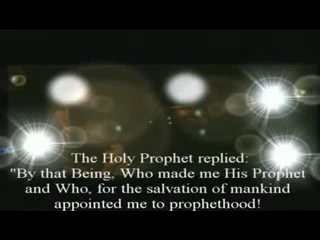 The Holy Prophet replied:
"By that Being, Who made me His Prophet
and Who, for the salvation of mankind
appointed me to prophethood!